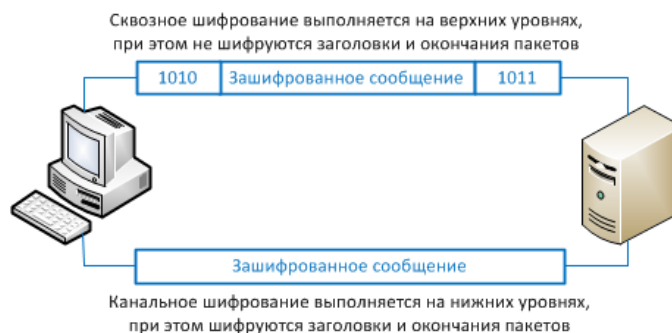 Сквозное шифрование выполняется на верхних уровнях,
при этом не шифруются заголовки и окончания пакетов
1010 Зашифрованное сообщение 1011
Зашифрованное сообщение
Канальное шифрование выполняется на нижних уровнях,
при этом шифруются заголовки и окончания пакетов